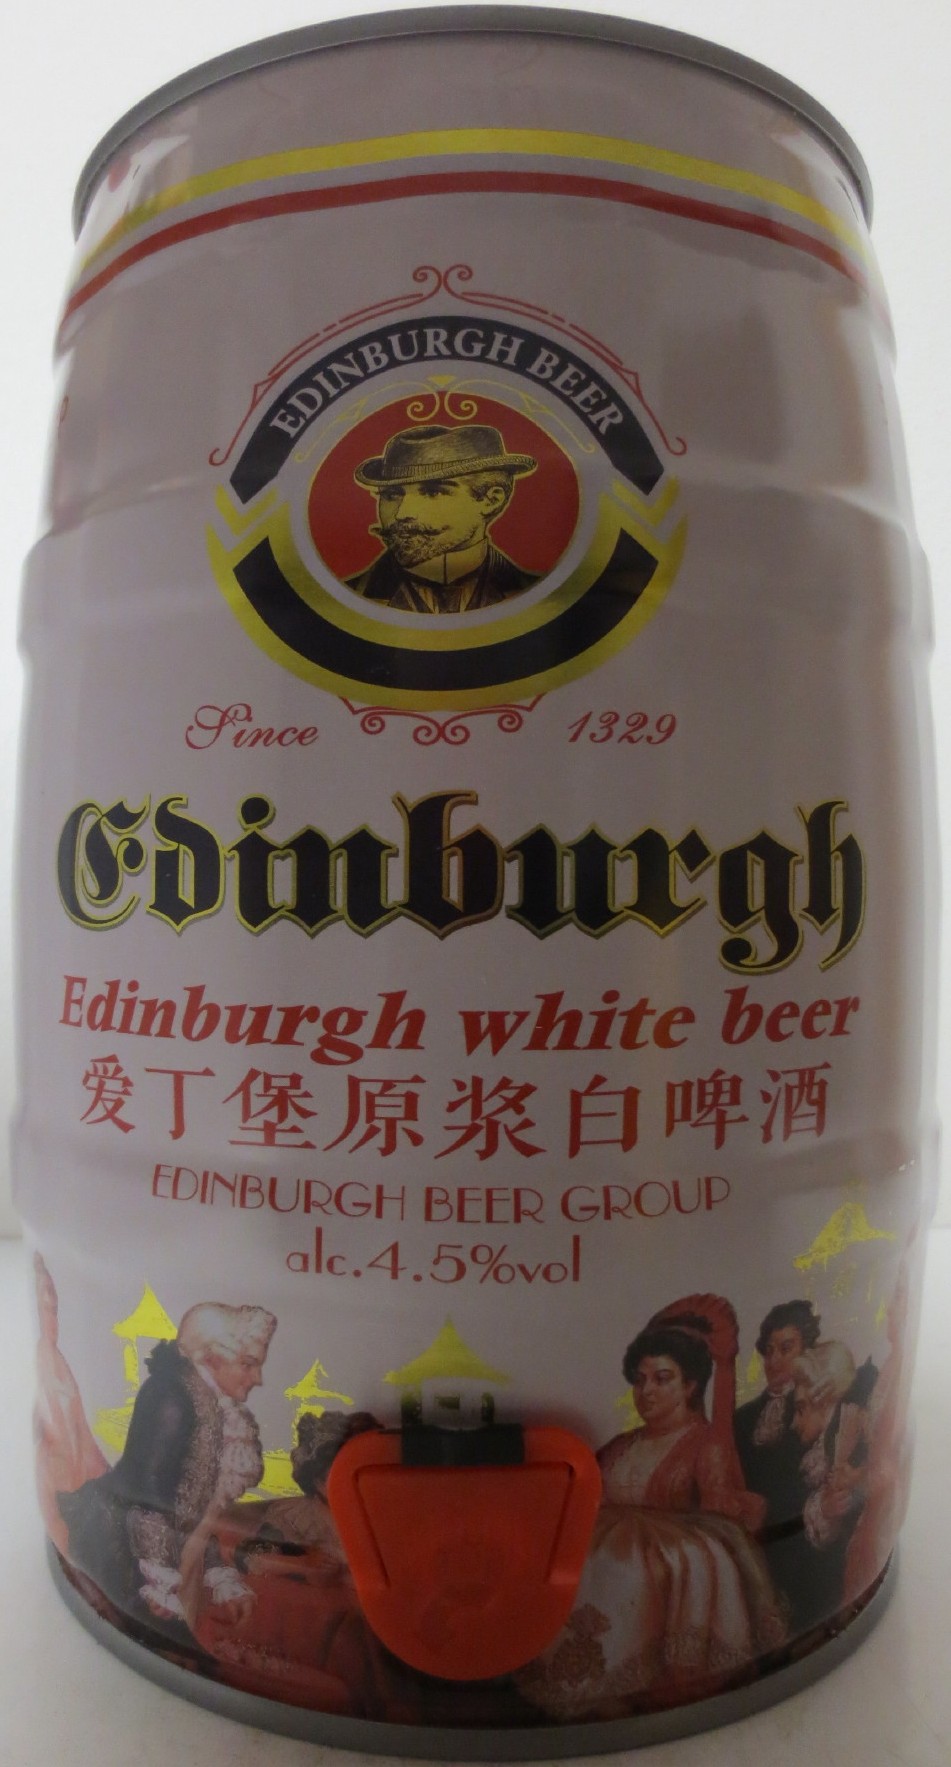 EDINBURGH BEER
Since 1329
Edinburgh
Edinburgh white beer
爱丁堡原浆白啤酒
EDINBURGH BEER GROUP
alc.4.5%vol